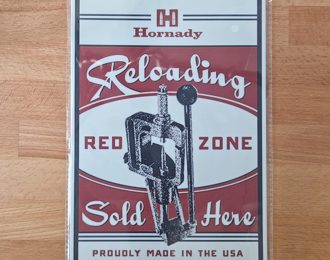 Hornady
Reloading
RED ZONE
Sold Here
PROUDLY MADE IN THE USA